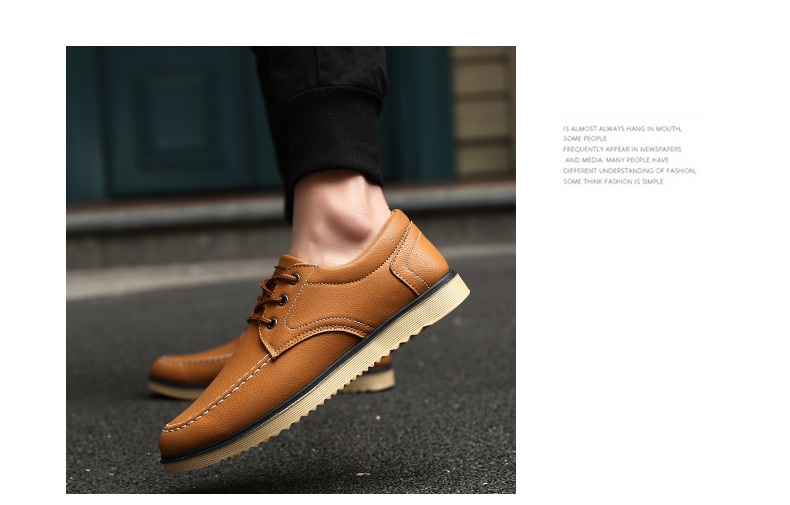 IS ALMOST ALWAYS HANG IN MOUTH,
SOME PEOPLE
FREQUENTLY APPEAR IN NEWSPAPERS
AND MEDIA. MANY PEOPLE HAVE
DIFFERENT UNDERSTANDING OF FASHION,
SOME THINK FASHION IS SIMPLE